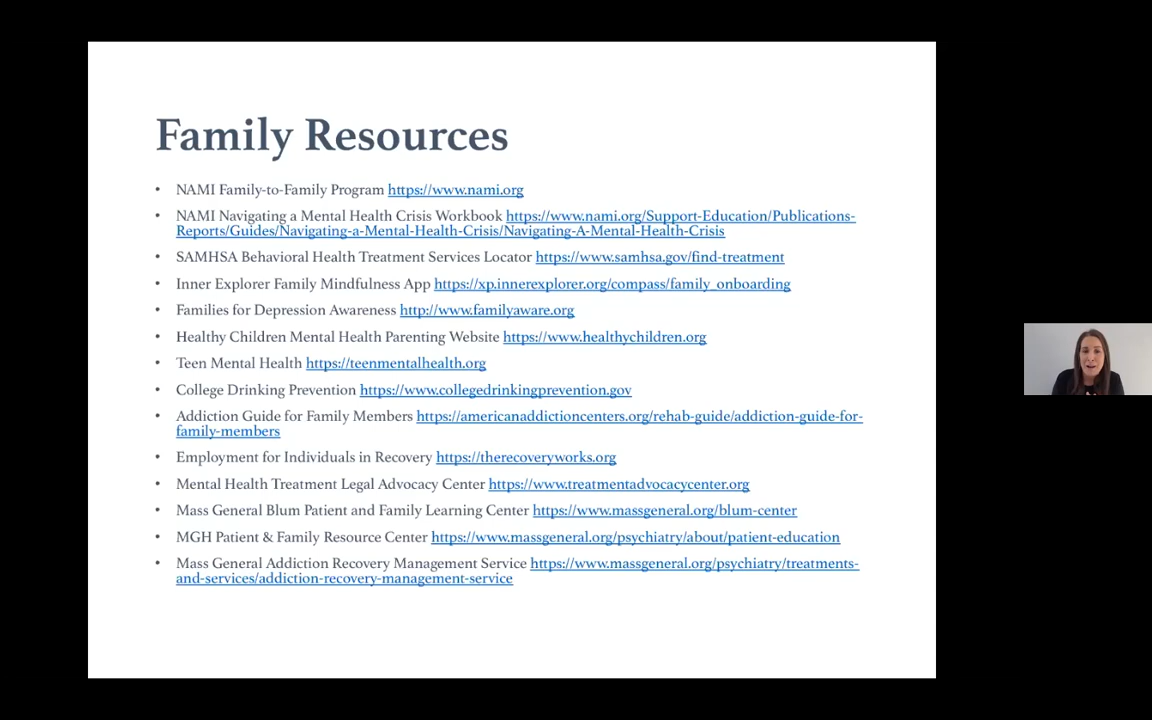 Family Resources
• NAMI Family-to-Family Program https://www.nami.org
• NAMI Navigating a Mental Health Crisis Workbook https://www.nami.org/Support-Education/Publications-
Reports/Guides/Navigating-a-Mental-Health-Crisis/Navigating-A-Mental-Health-Crisis
• SAMHSA Behavioral Health Treatment Services Locator https://www.samhsa.gov/find-treatment
• Inner Explorer Family Mindfulness App https://xp.innerexplorer.org/compass/family_onboarding
• Families for Depression Awareness http://www.familyaware.org
• Healthy Children Mental Health Parenting Website https://www.healthychildren.org
• Teen Mental Health https://teenmentalhealth.org
• College Drinking Prevention https://www.collegedrinkingprevention.gov
• Addiction Guide for Family Members https://americanaddictioncenters.org/rehab-guide/addiction-guide-for-
family-members
• Employment for Individuals in Recovery https://therecoveryworks.org
• Mental Health Treatment Legal Advocacy Center https://www.treatmentadvocacycenter.org
• Mass General Blum Patient and Family Learning Center https://www.massgeneral.org/blum-center
• MGH Patient & Family Resource Center https://www.massgeneral.org/psychiatry/about/patient-education
• Mass General Addiction Recovery Management Service https://www.massgeneral.org/psychiatry/treatments-
and-services/addiction-recovery-management-service